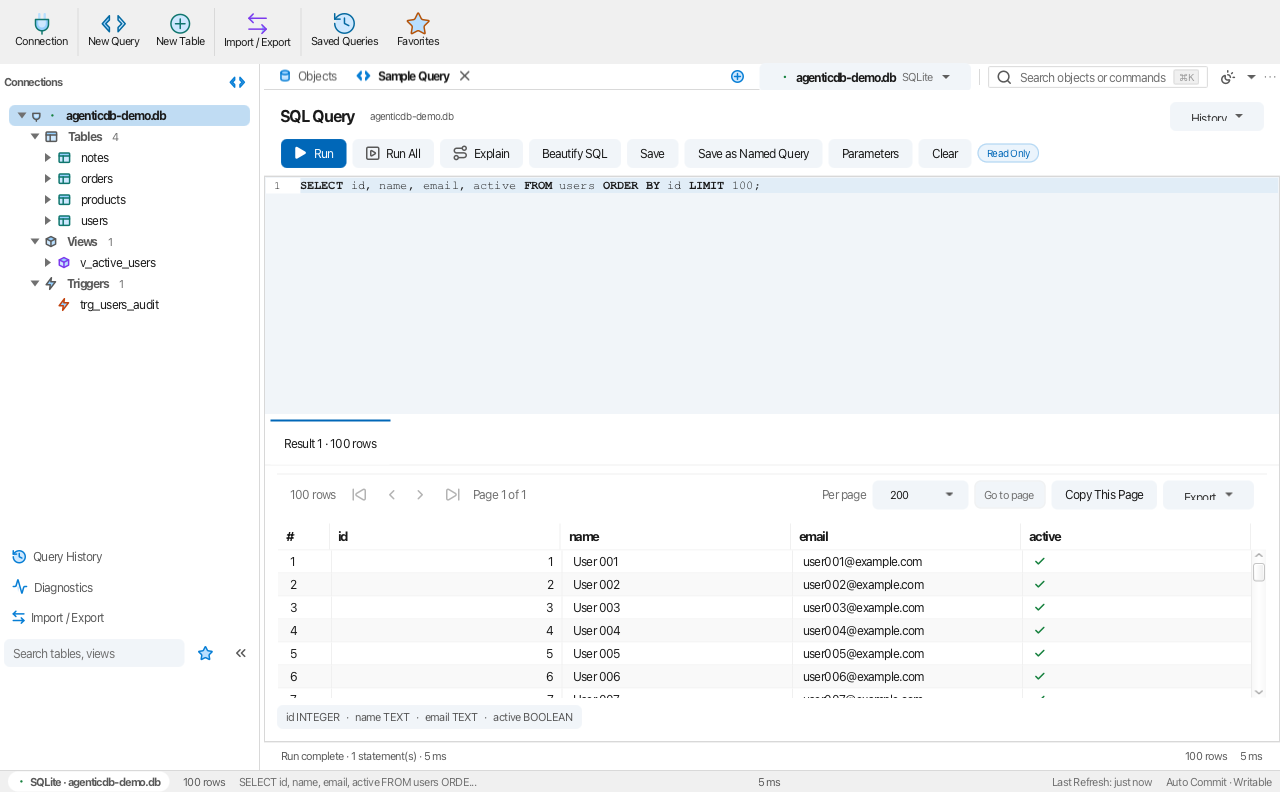 Connection
New Query
New Table
Import / Export
Saved Queries
Favorites
Connections
Objects
Sample Query
agenticdb-demo.db SQLite
Search objects or commands ⌘K
agenticdb-demo.db
Tables 4
notes
orders
products
users
Views 1
v_active_users
Triggers 1
trg_users_audit
Query History
Diagnostics
Import / Export
Search tables, views
SQL Query agenticdb-demo.db
History
Run
Run All
Explain
Beautify SQL
Save
Save as Named Query
Parameters
Clear
Read Only
1 SELECT id, name, email, active FROM users ORDER BY id LIMIT 100;
Result 1 · 100 rows
100 rows Page 1 of 1
Per page 200 Go to page Copy This Page Export
# id name email active
1 1 User 001 user001@example.com
2 2 User 002 user002@example.com
3 3 User 003 user003@example.com
4 4 User 004 user004@example.com
5 5 User 005 user005@example.com
6 6 User 006 user006@example.com
7 7 User 007 user007@example.com
id INTEGER · name TEXT · email TEXT · active BOOLEAN
Run complete · 1 statement(s) · 5 ms 100 rows 5 ms
SQLite · agenticdb-demo.db 100 rows SELECT id, name, email, active FROM users ORDE... 5 ms Last Refresh: just now Auto Commit · Writable